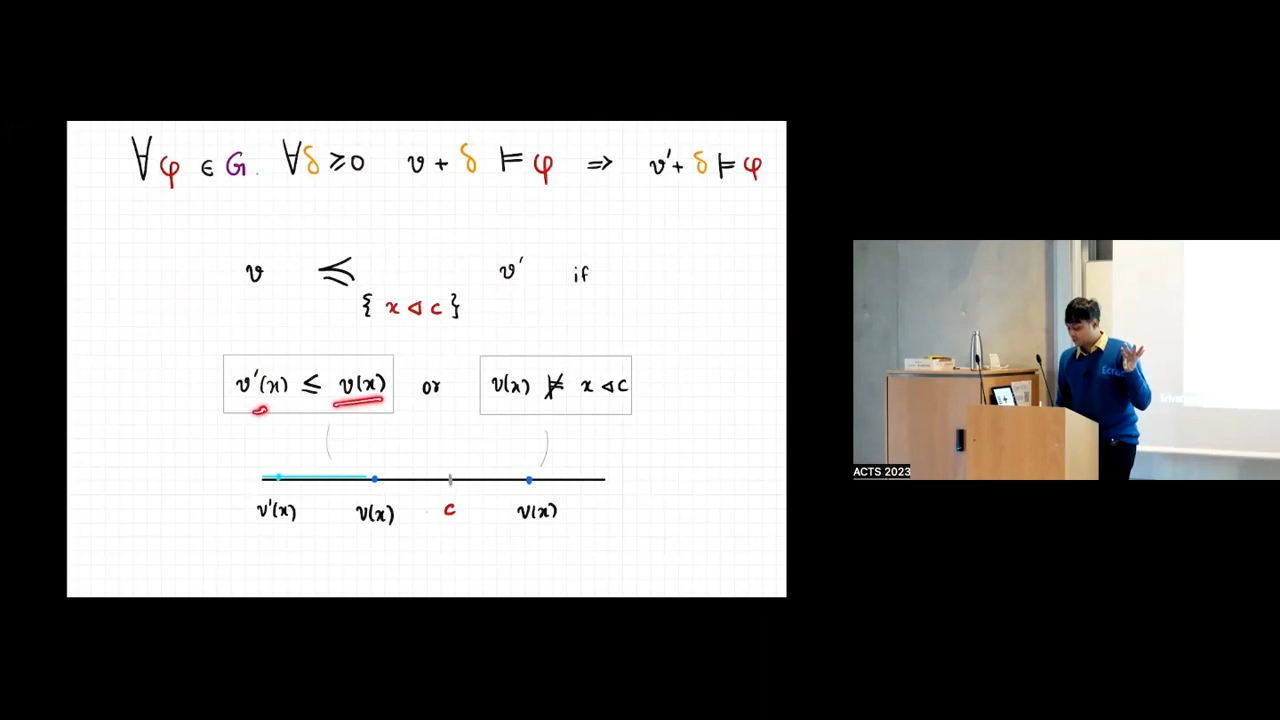 ∀ φ ∈ G. ∀ δ ⩾ 0 v + δ ⊨ φ ⇒ v' + δ ⊨ φ
v ≼ v' if
{ x ⊲ c }
v'(x) ≤ v(x) or v(x) ⊭ x ⊲ c
v'(x) v(x) c v(x)
ACTS 2023